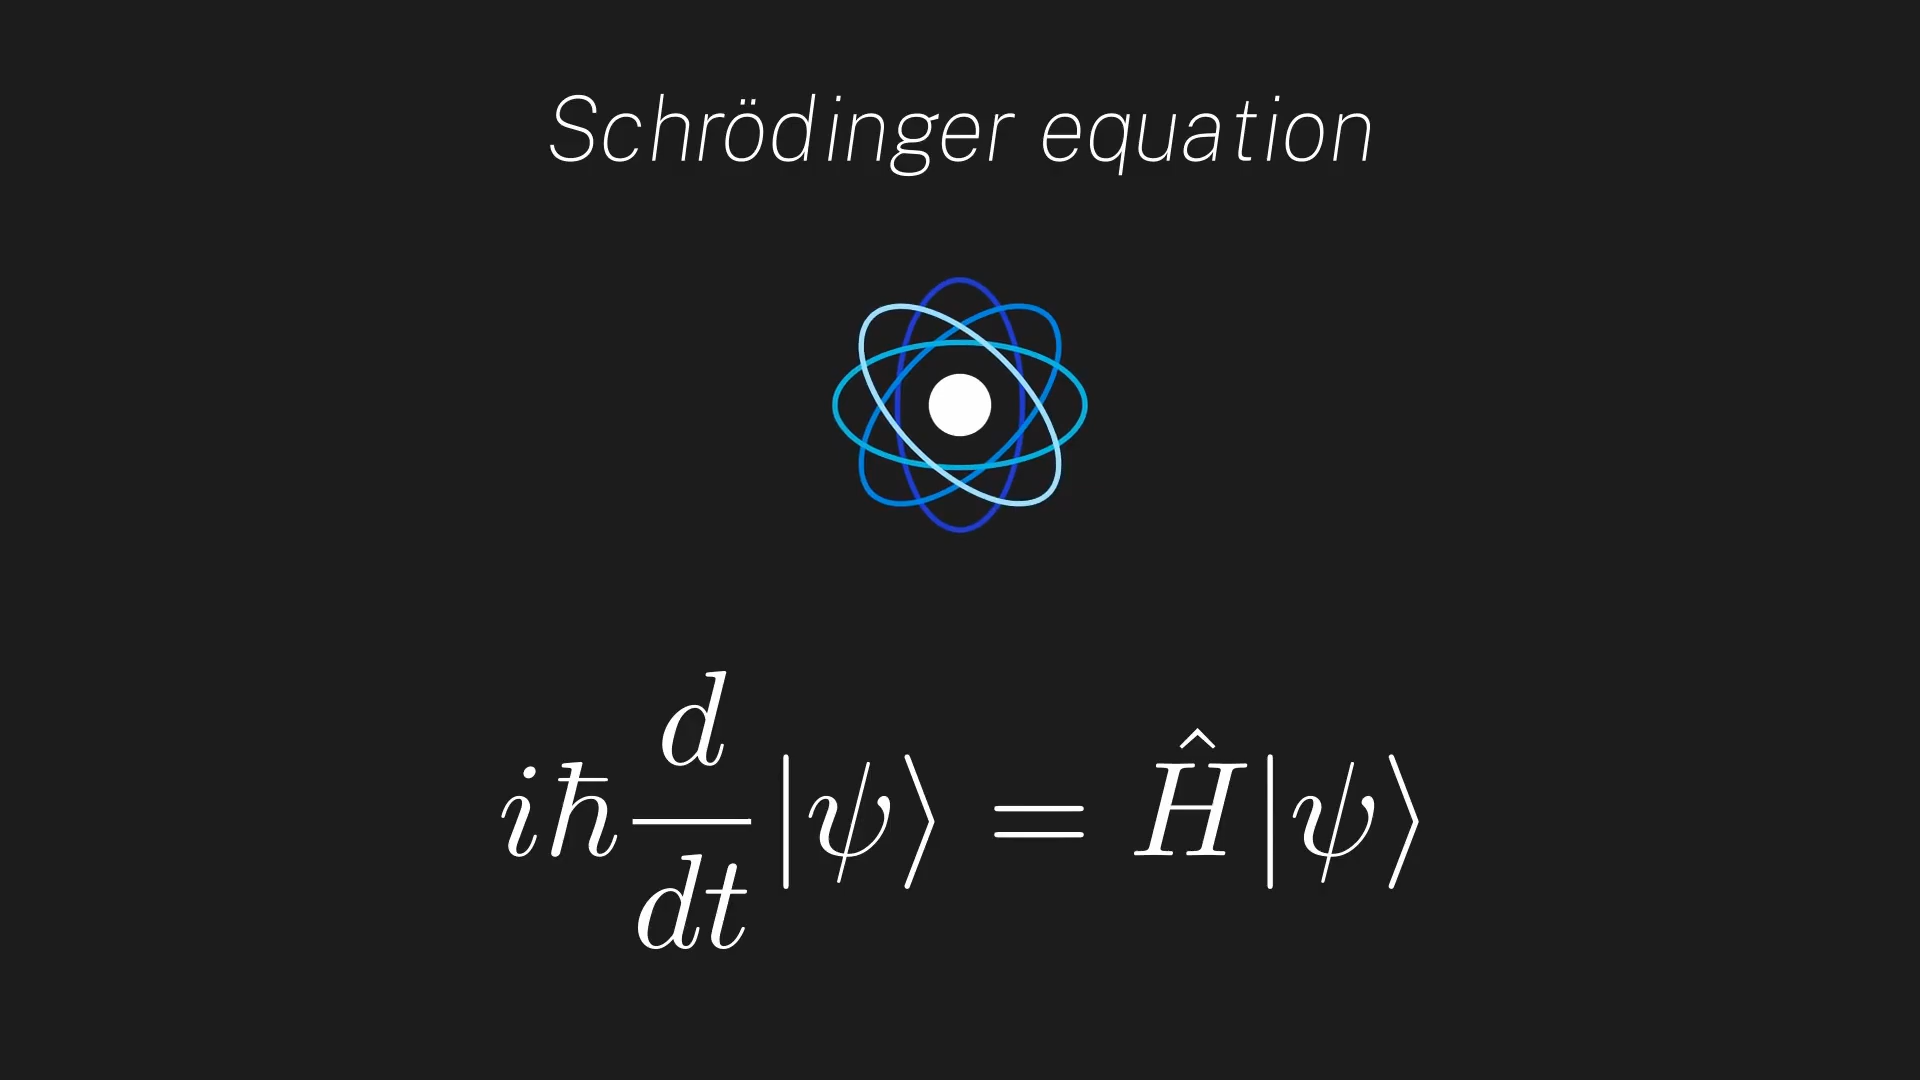 Schrödinger equation
iħ d/dt |ψ⟩ = Ĥ|ψ⟩